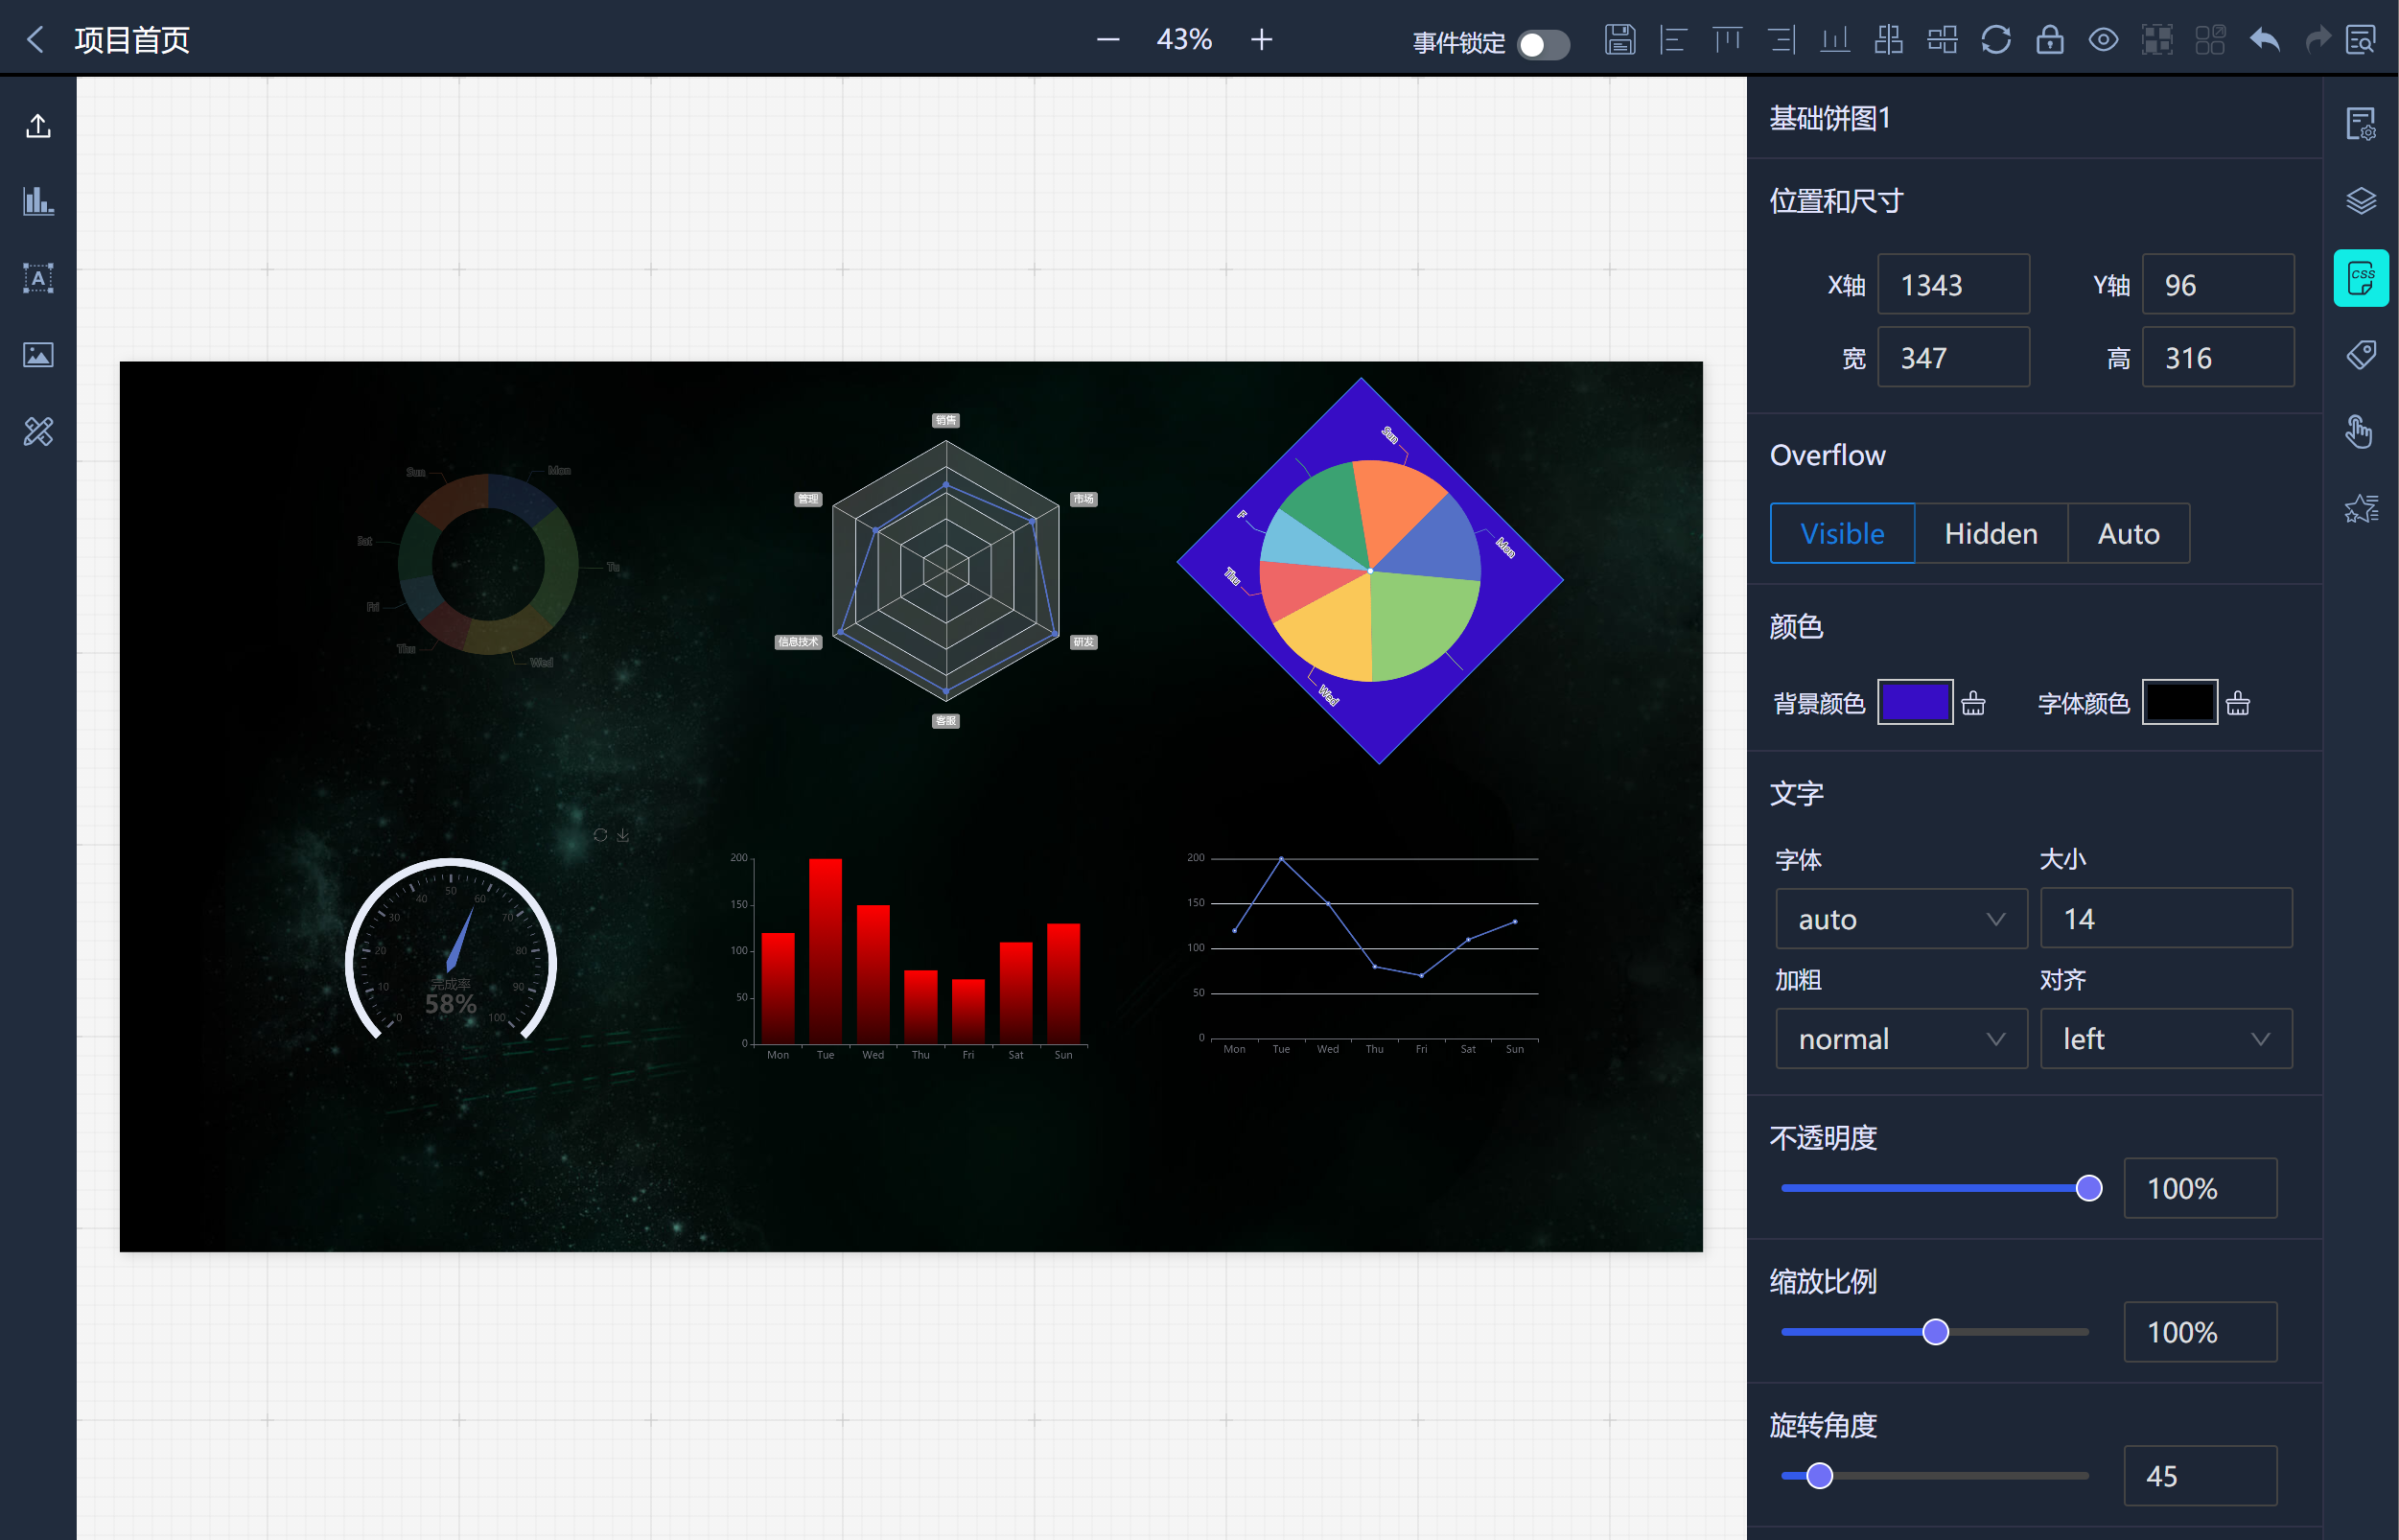 项目首页
43%
事件锁定
基础饼图1
位置和尺寸
X轴 1343 Y轴 96
宽 347 高 316
Overflow
Visible Hidden Auto
颜色
背景颜色 字体颜色
文字
字体 大小
auto 14
加粗 对齐
normal left
不透明度
100%
缩放比例
100%
旋转角度
45
CSS
A
Sun Mon
Sat Tu
Fri
Thu Wed
销售
管理 市场
信息技术 研发
客服
Sun
F Mon
Thu
Wed
0 10 20 30 40 50 60 70 80 90 100
完成率
58%
200
150
100
50
0
Mon Tue Wed Thu Fri Sat Sun
200
150
100
50
0
Mon Tue Wed Thu Fri Sat Sun